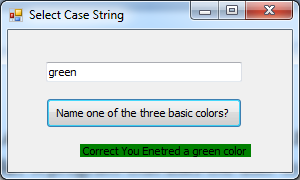 Select Case String
green
Name one of the three basic colors?
Correct You Enetred a green color